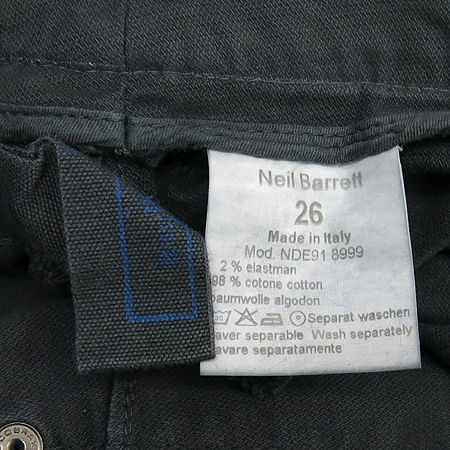 Neil Barrett
26
Made in Italy
Mod. NDE91 8999
2 % elastman
98 % cotone cotton
baumwolle algodon
P Separat waschen
laver separable Wash separately
lavare separatamente